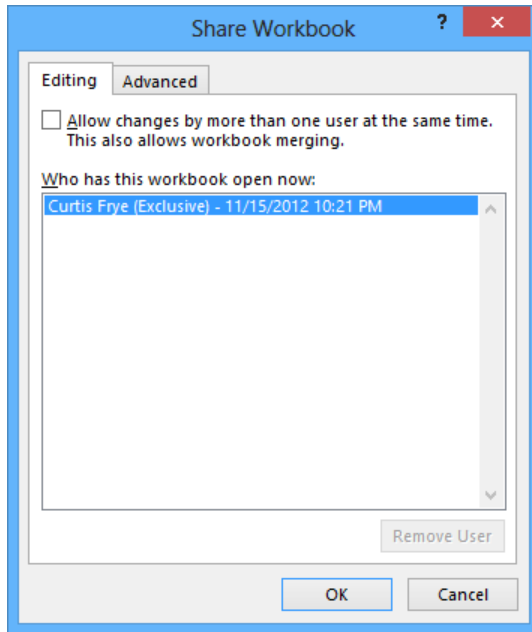 Share Workbook
?
Editing
Advanced
Allow changes by more than one user at the same time.
This also allows workbook merging.
Who has this workbook open now:
Curtis Frye (Exclusive) - 11/15/2012 10:21 PM
Remove User
OK
Cancel